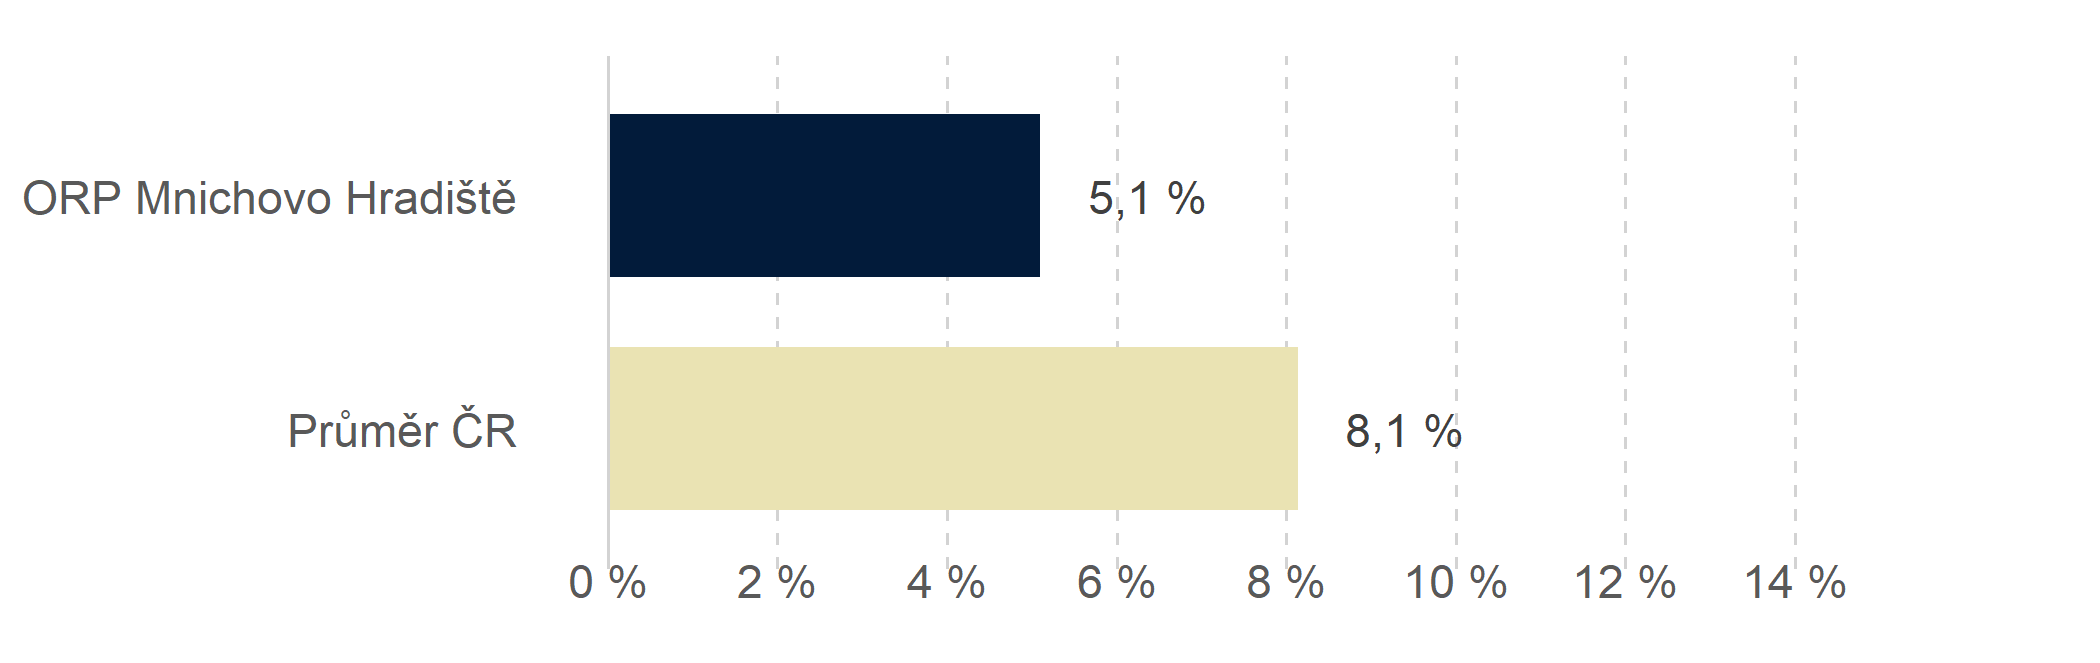 ORP Mnichovo Hradiště
5,1 %
Průměr ČR
8,1 %
0 % 2 % 4 % 6 % 8 % 10 % 12 % 14 %